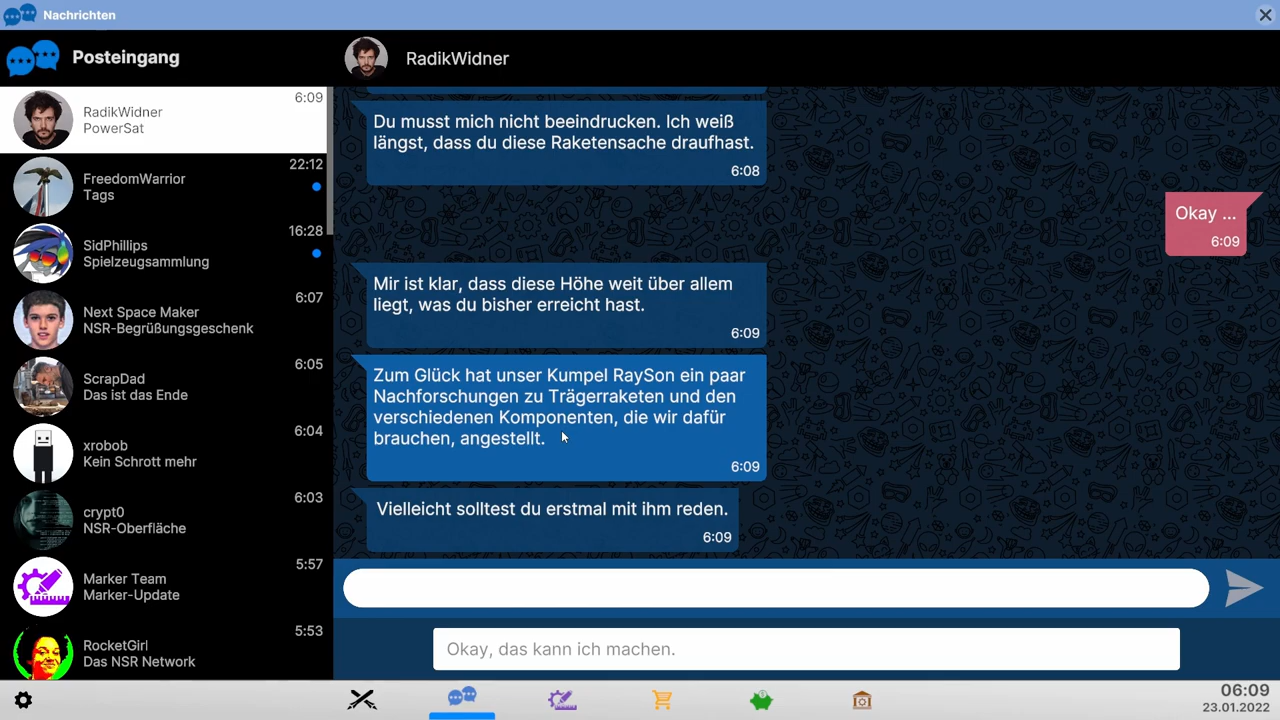 Nachrichten
Posteingang
RadikWidner
PowerSat
6:09
FreedomWarrior
Tags
22:12
SidPhillips
Spielzeugsammlung
16:28
Next Space Maker
NSR-Begrüßungsgeschenk
6:07
ScrapDad
Das ist das Ende
6:05
xrobob
Kein Schrott mehr
6:04
crypt0
NSR-Oberfläche
6:03
Marker Team
Marker-Update
5:57
RocketGirl
Das NSR Network
5:53
RadikWidner
Du musst mich nicht beeindrucken. Ich weiß
längst, dass du diese Raketensache draufhast.
6:08
Okay ...
6:09
Mir ist klar, dass diese Höhe weit über allem
liegt, was du bisher erreicht hast.
6:09
Zum Glück hat unser Kumpel RaySon ein paar
Nachforschungen zu Trägerraketen und den
verschiedenen Komponenten, die wir dafür
brauchen, angestellt.
6:09
Vielleicht solltest du erstmal mit ihm reden.
6:09
Okay, das kann ich machen.
06:09
23.01.2022